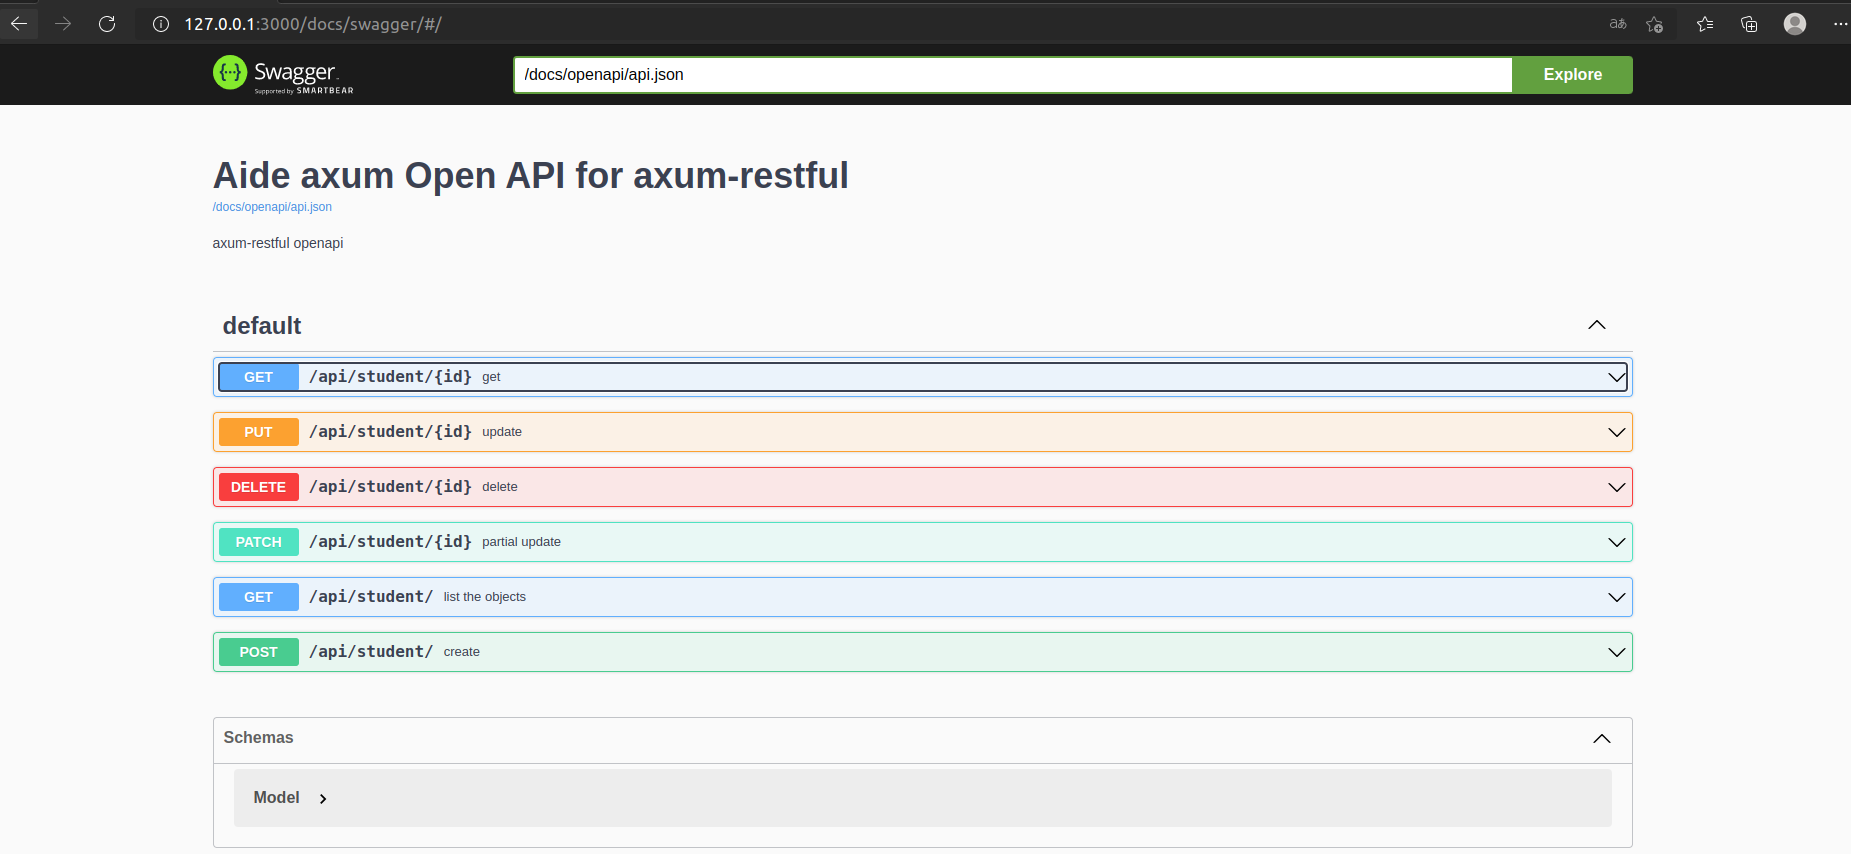 127.0.0.1:3000/docs/swagger/#/
aあ
{···} Swagger™
Supported by SMARTBEAR
/docs/openapi/api.json
Explore
Aide axum Open API for axum-restful
/docs/openapi/api.json
axum-restful openapi
default
GET /api/student/{id} get
PUT /api/student/{id} update
DELETE /api/student/{id} delete
PATCH /api/student/{id} partial update
GET /api/student/ list the objects
POST /api/student/ create
Schemas
Model